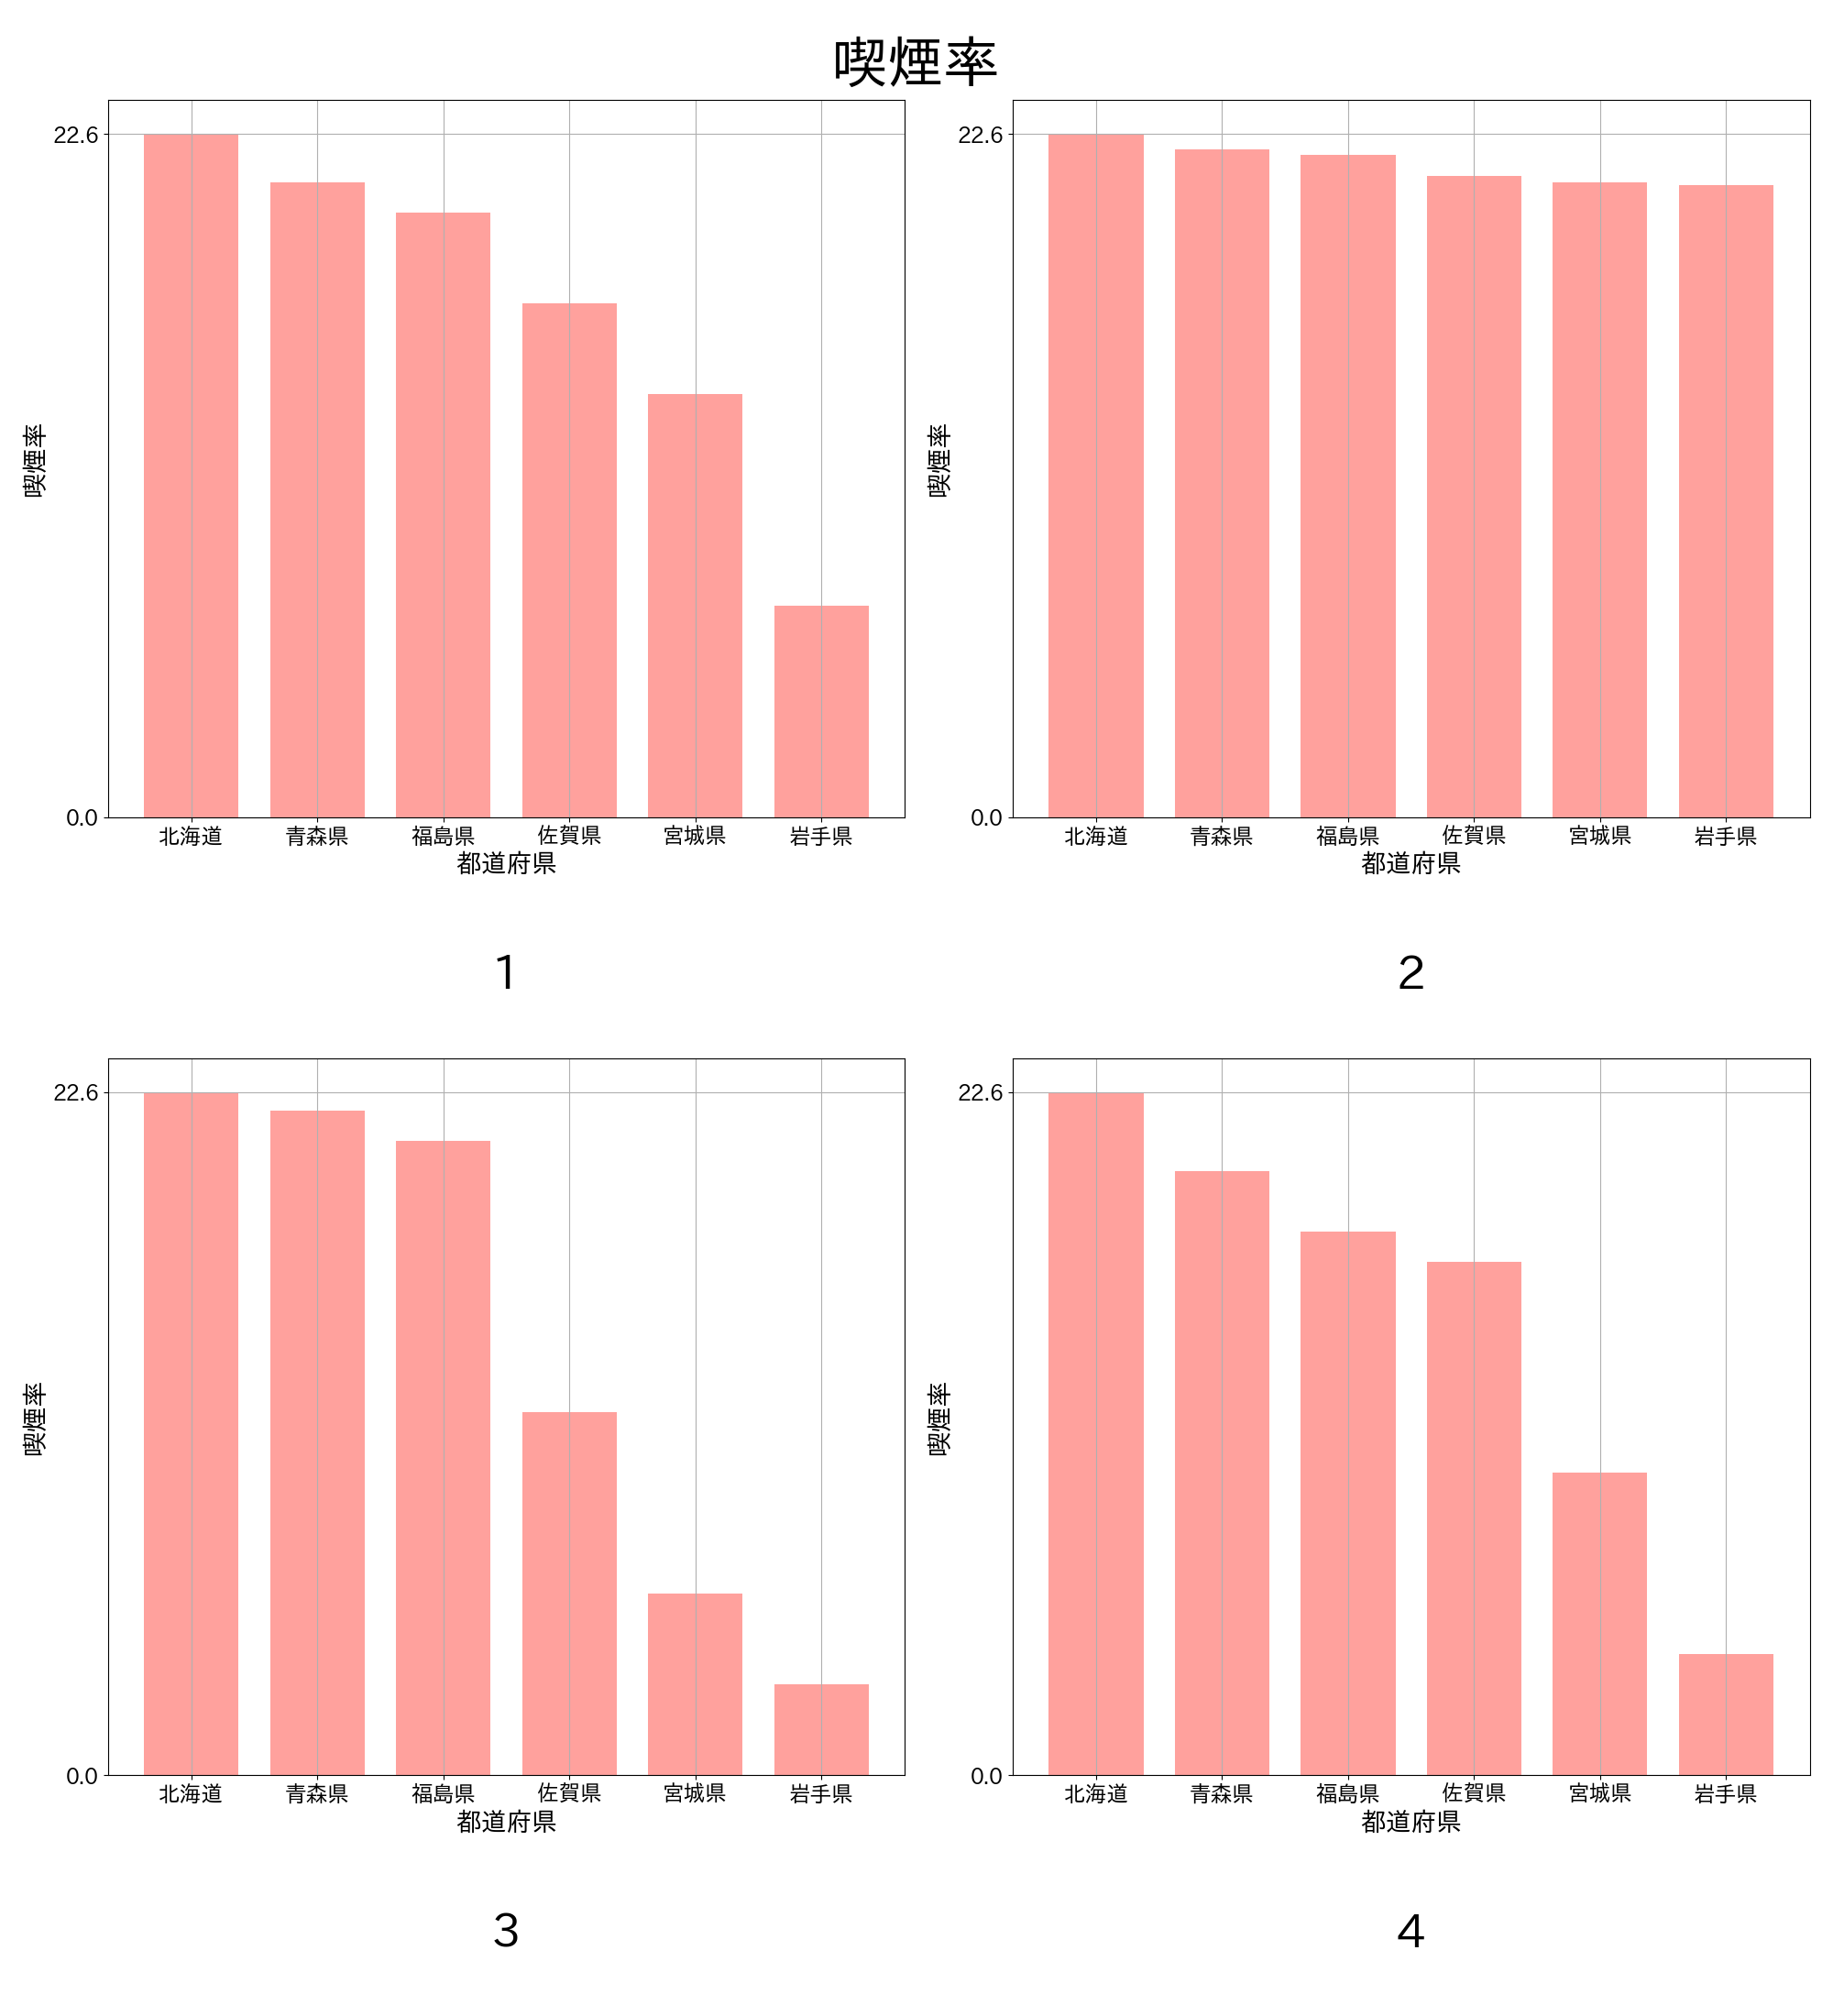 喫煙率
22.6
0.0
喫煙率
北海道 青森県 福島県 佐賀県 宮城県 岩手県
都道府県
1
22.6
0.0
喫煙率
北海道 青森県 福島県 佐賀県 宮城県 岩手県
都道府県
2
22.6
0.0
喫煙率
北海道 青森県 福島県 佐賀県 宮城県 岩手県
都道府県
3
22.6
0.0
喫煙率
北海道 青森県 福島県 佐賀県 宮城県 岩手県
都道府県
4